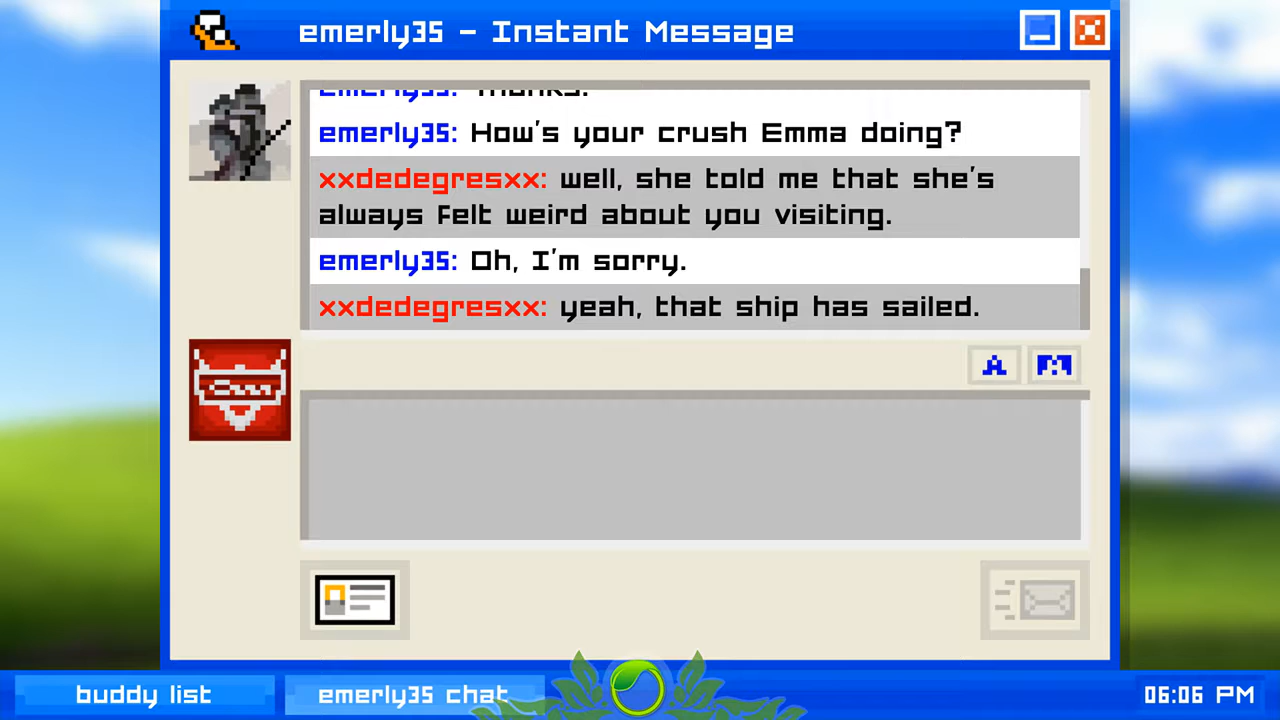 emerly35 - Instant Message
emerly35: Thanks.
emerly35: How's your crush Emma doing?
xxdedegresxx: well, she told me that she's
always felt weird about you visiting.
emerly35: Oh, I'm sorry.
xxdedegresxx: yeah, that ship has sailed.
A
buddy list
emerly35 chat
06:06 PM